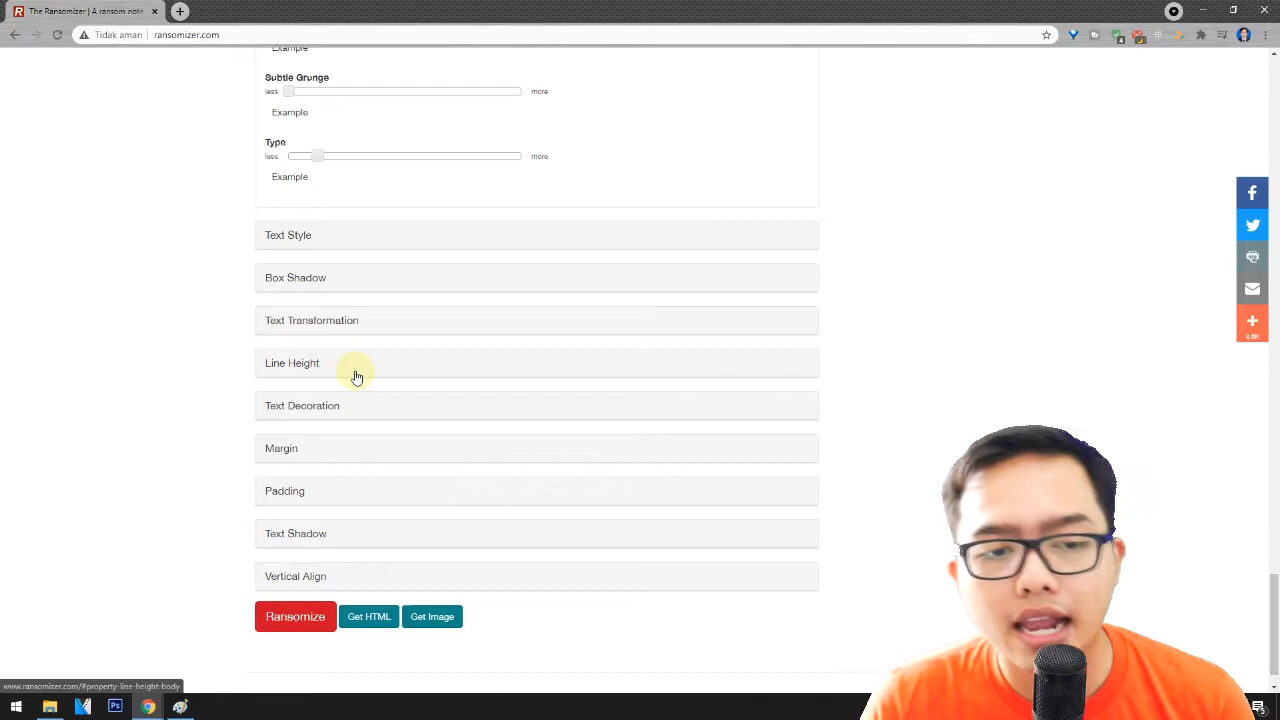 The Ransomizer | A ransom note
Tidak aman
ransomizer.com
Example
Subtle Grunge
less more
Example
Type
less more
Example
Text Style
Box Shadow
Text Transformation
Line Height
Text Decoration
Margin
Padding
Text Shadow
Vertical Align
Ransomize Get HTML Get Image
3.6K
www.ransomizer.com/#property-line-height-body